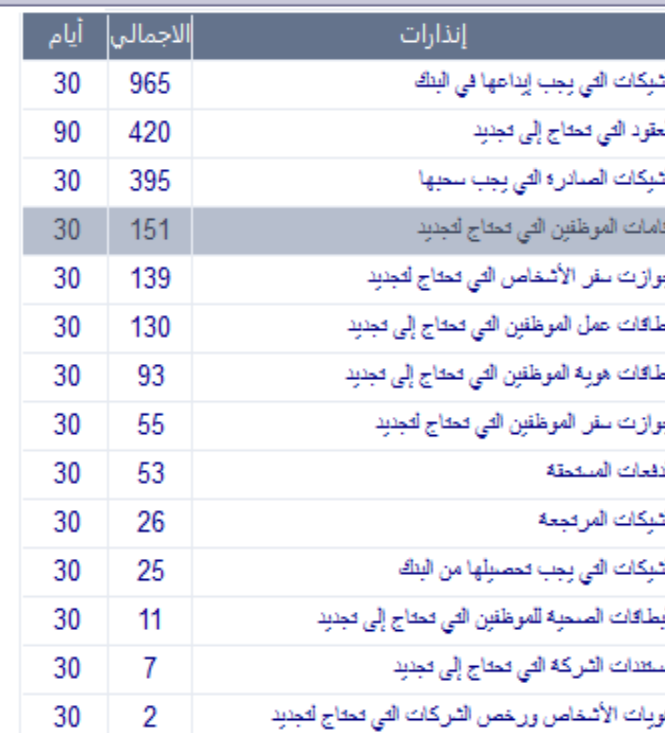 إنذارات الاجمالي أيام
شيكات التي يجب إيداعها في البنك 965 30
لعقود التي تحتاج إلى تجديد 420 90
شيكات الصادرة التي يجب سحبها 395 30
قامات الموظفين التي تحتاج لتجديد 151 30
جوازت سفر الأشخاص التي تحتاج لتجديد 139 30
طاقات عمل الموظفين التي تحتاج إلى تجديد 130 30
طاقات هوية الموظفين التي تحتاج إلى تجديد 93 30
جوازت سفر الموظفين التي تحتاج لتجديد 55 30
دفعات المستحقة 53 30
شيكات المرتجعة 26 30
شيكات التي يجب تحصيلها من البنك 25 30
بطاقات الصحية للموظفين التي تحتاج إلى تجديد 11 30
ستندات الشركة التي تحتاج إلى تجديد 7 30
هويات الأشخاص ورخص الشركات التي تحتاج لتجديد 2 30